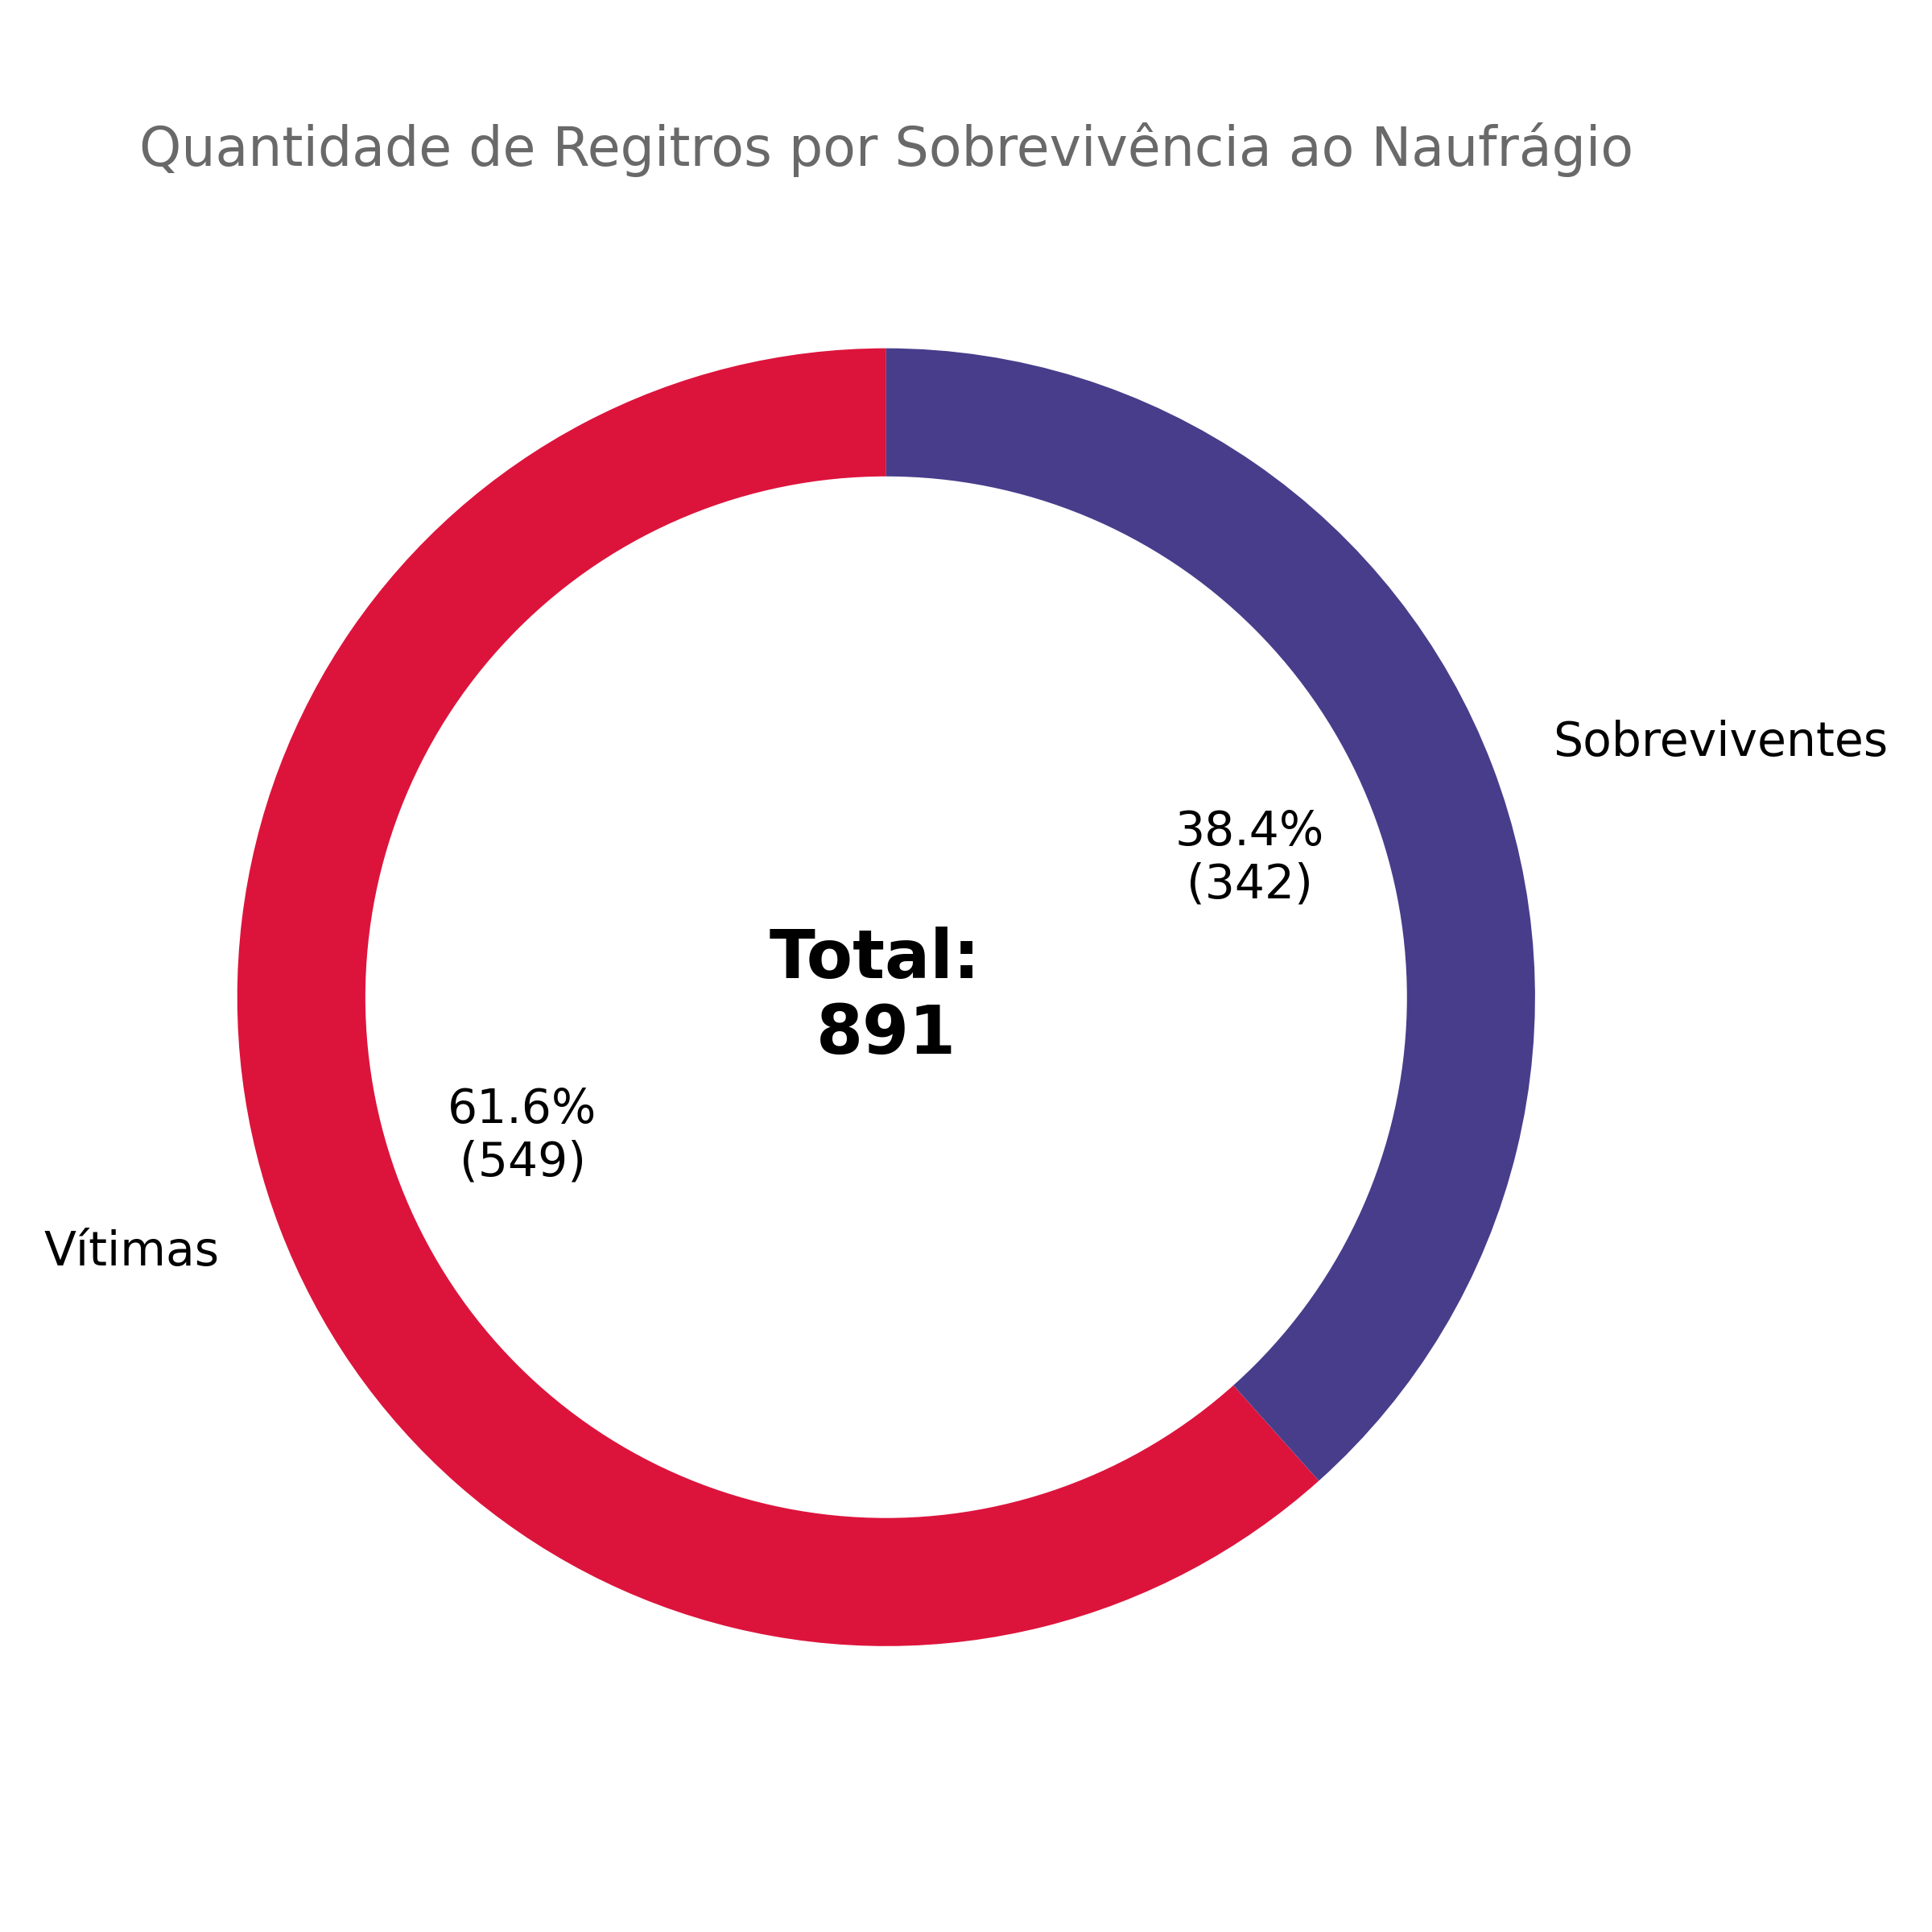 Quantidade de Regitros por Sobrevivência ao Naufrágio
Sobreviventes
38.4%
(342)
Total:
891
61.6%
(549)
Vítimas